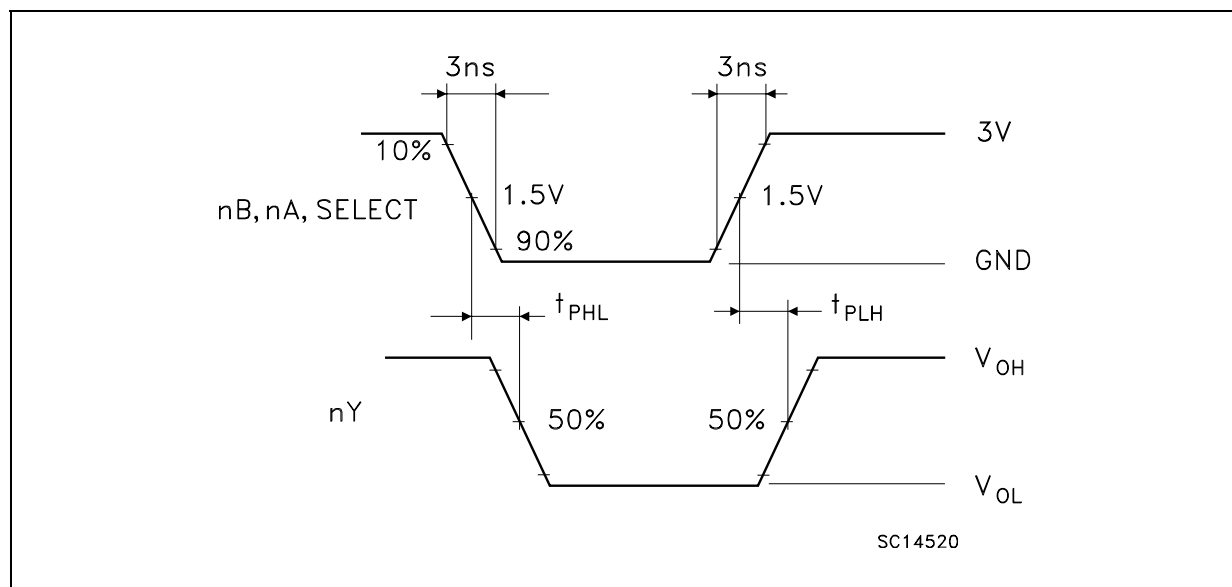 3ns 3ns
3V
10%
1.5V 1.5V
nB, nA, SELECT
90%
GND
tPHL tPLH
VOH
nY 50% 50%
VOL
SC14520